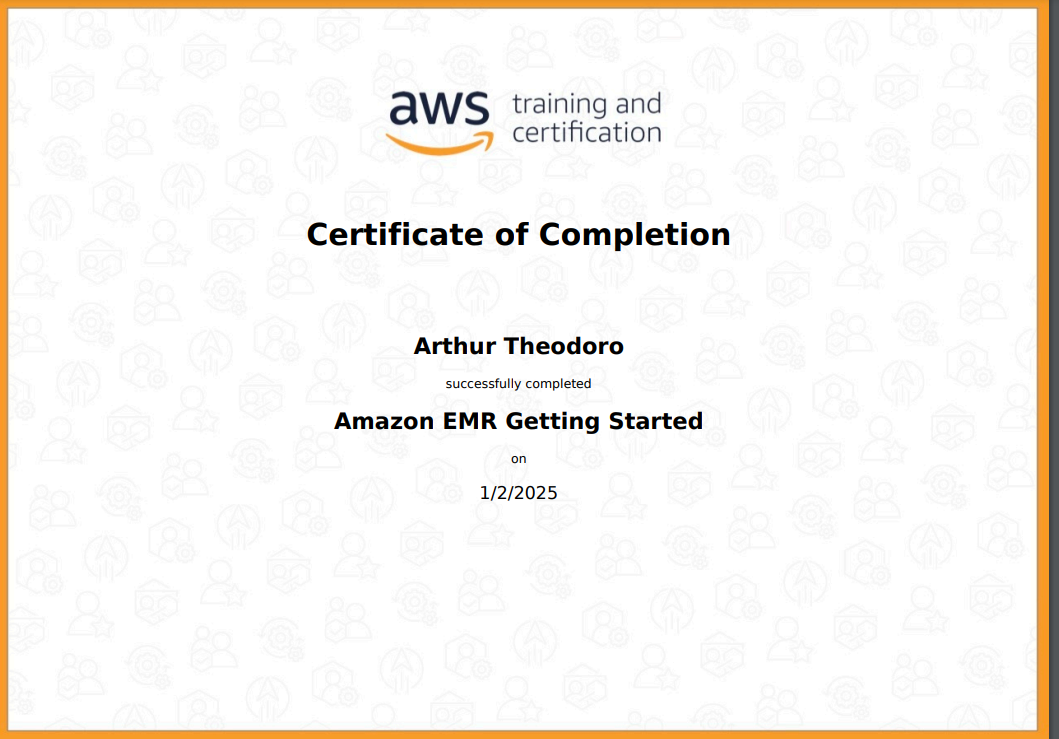 aws training and
certification
Certificate of Completion
Arthur Theodoro
successfully completed
Amazon EMR Getting Started
on
1/2/2025